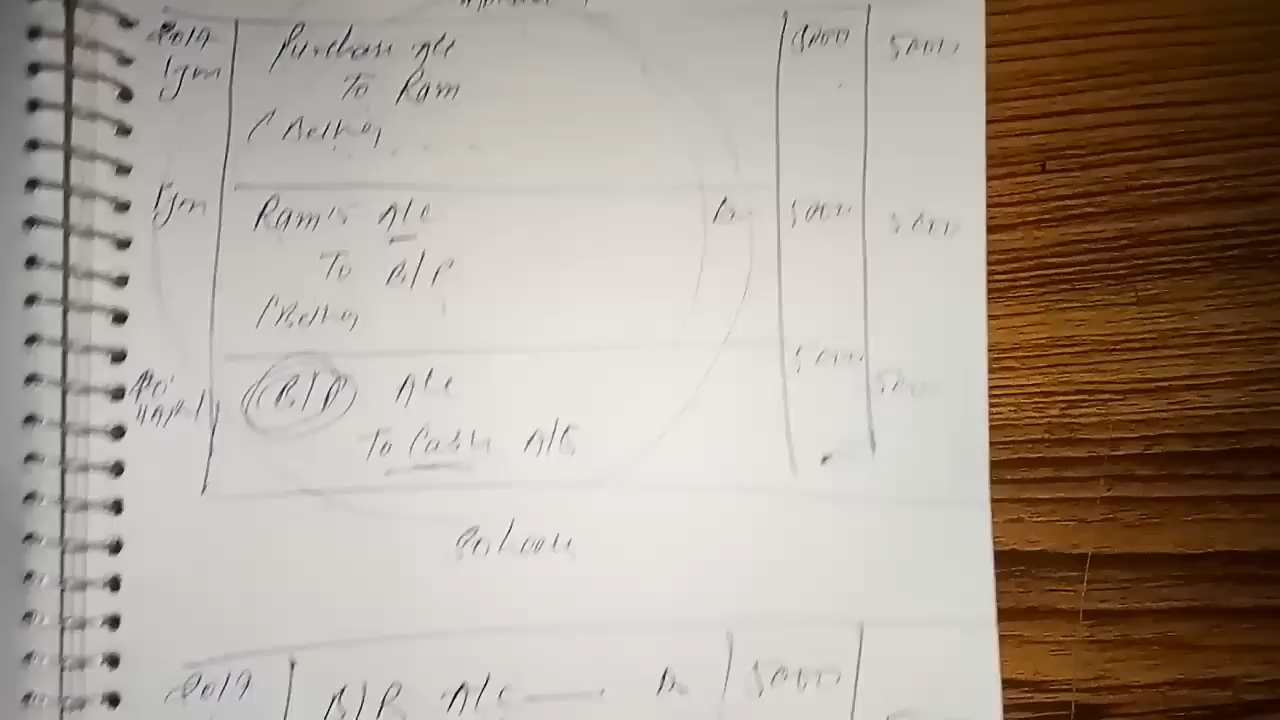 2019 Purchase A/c 5000 5000
1 Jan To Ram
(Being
1 Jan Ram's A/c Dr 5000 5000
To B/P
(Being
B/P A/c 5000 5000
To Cash A/c
2019 B/R A/c Dr 5000